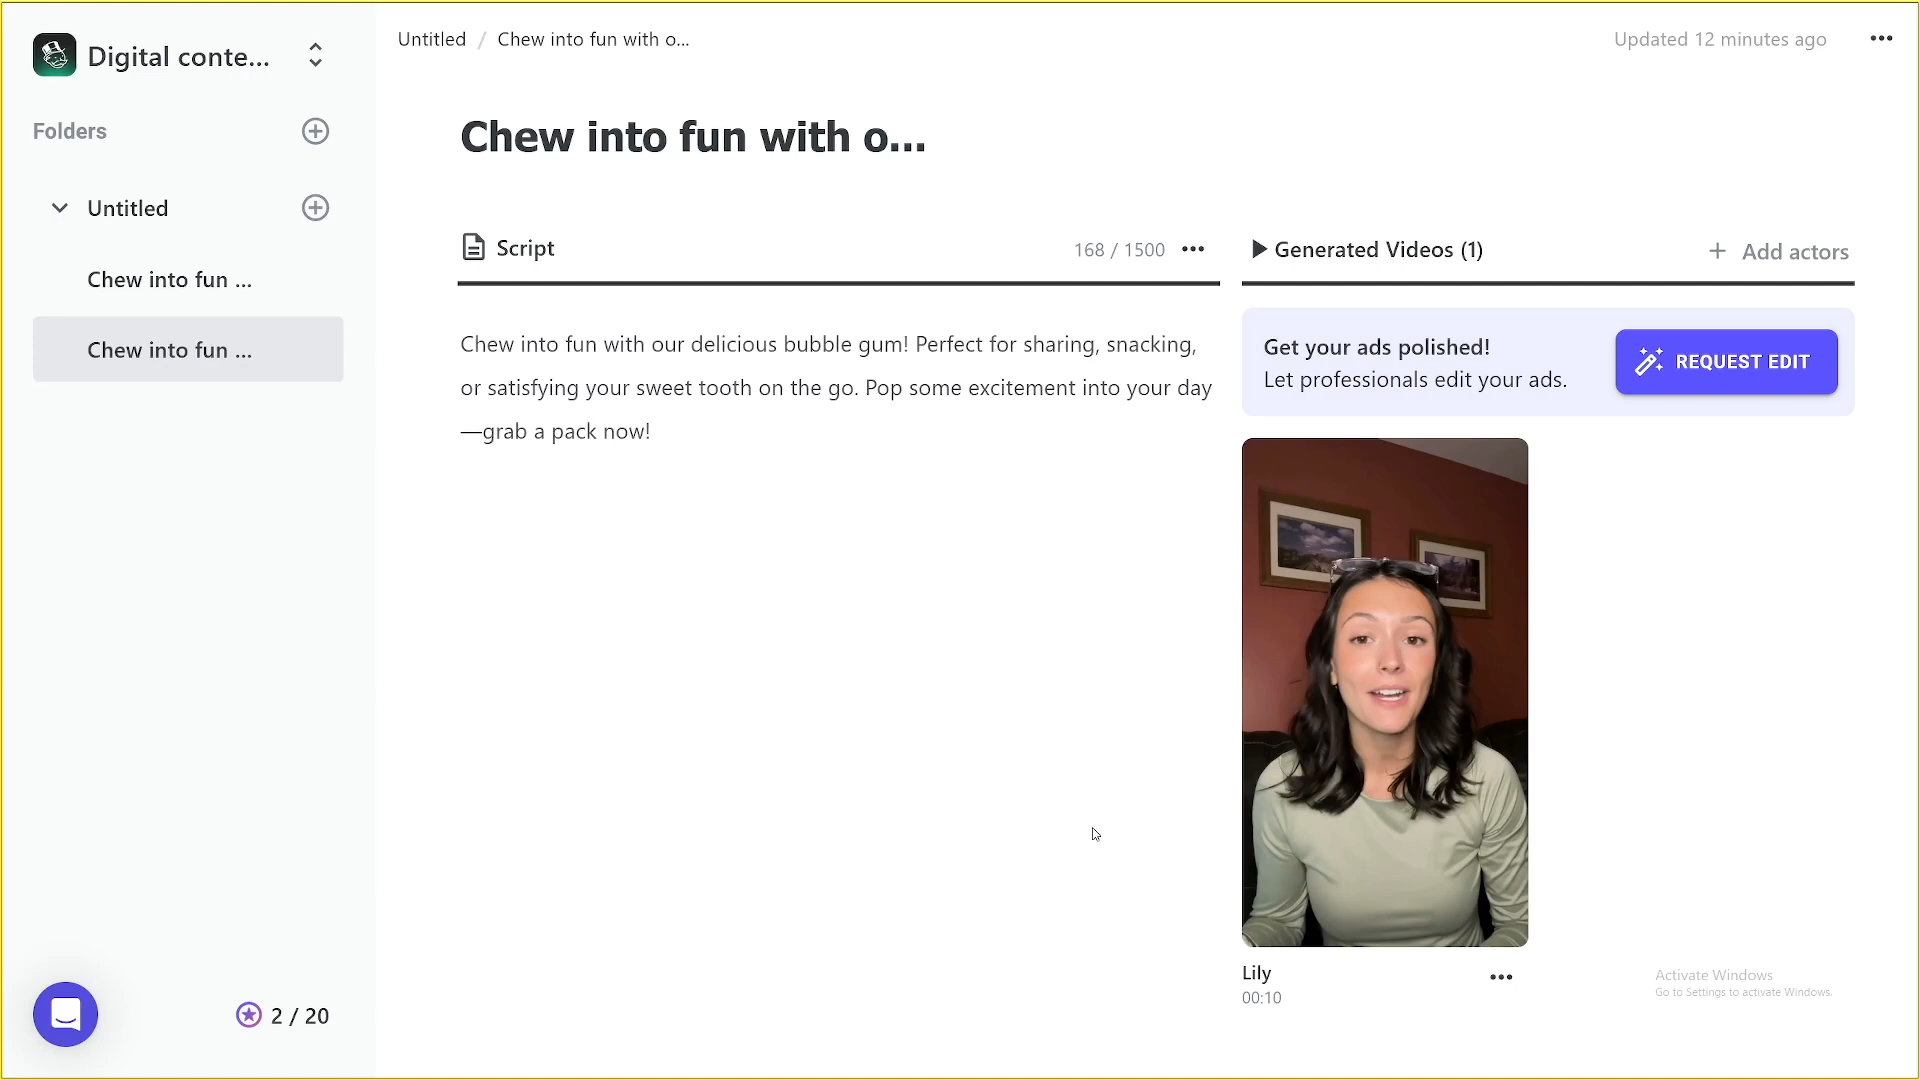 Digital conte...
Untitled / Chew into fun with o...
Updated 12 minutes ago
Folders
Untitled
Chew into fun ...
Chew into fun ...
2 / 20
Chew into fun with o...
Script
168 / 1500
Chew into fun with our delicious bubble gum! Perfect for sharing, snacking,
or satisfying your sweet tooth on the go. Pop some excitement into your day
—grab a pack now!
Generated Videos (1)
+ Add actors
Get your ads polished!
Let professionals edit your ads.
REQUEST EDIT
Lily
00:10
Activate Windows
Go to Settings to activate Windows.